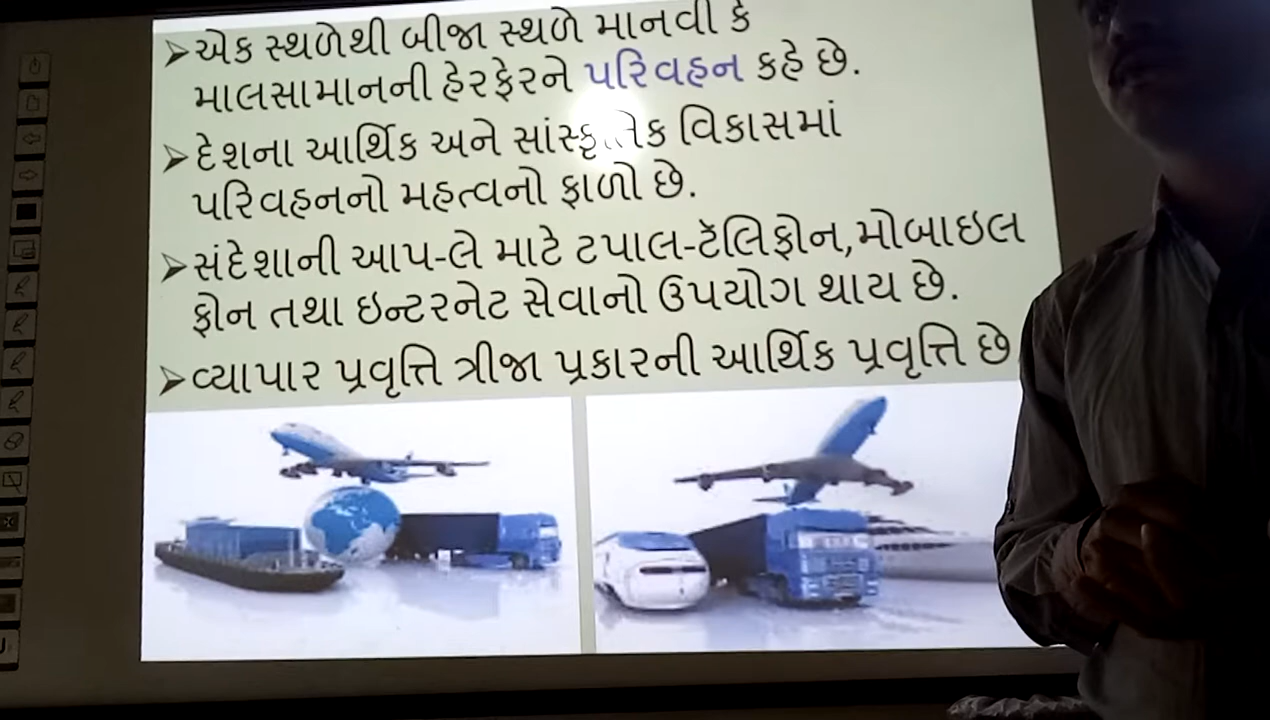 ➢એક સ્થળેથી બીજા સ્થળે માનવી કે
માલસામાનની હેરફેરને પરિવહન કહે છે.
➢દેશના આર્થિક અને સાંસ્કૃતિક વિકાસમાં
પરિવહનનો મહત્વનો ફાળો છે.
➢સંદેશાની આપ-લે માટે ટપાલ-ટૅલિફોન,મોબાઇલ
ફોન તથા ઇન્ટરનેટ સેવાનો ઉપયોગ થાય છે.
➢વ્યાપાર પ્રવૃત્તિ ત્રીજા પ્રકારની આર્થિક પ્રવૃત્તિ છે